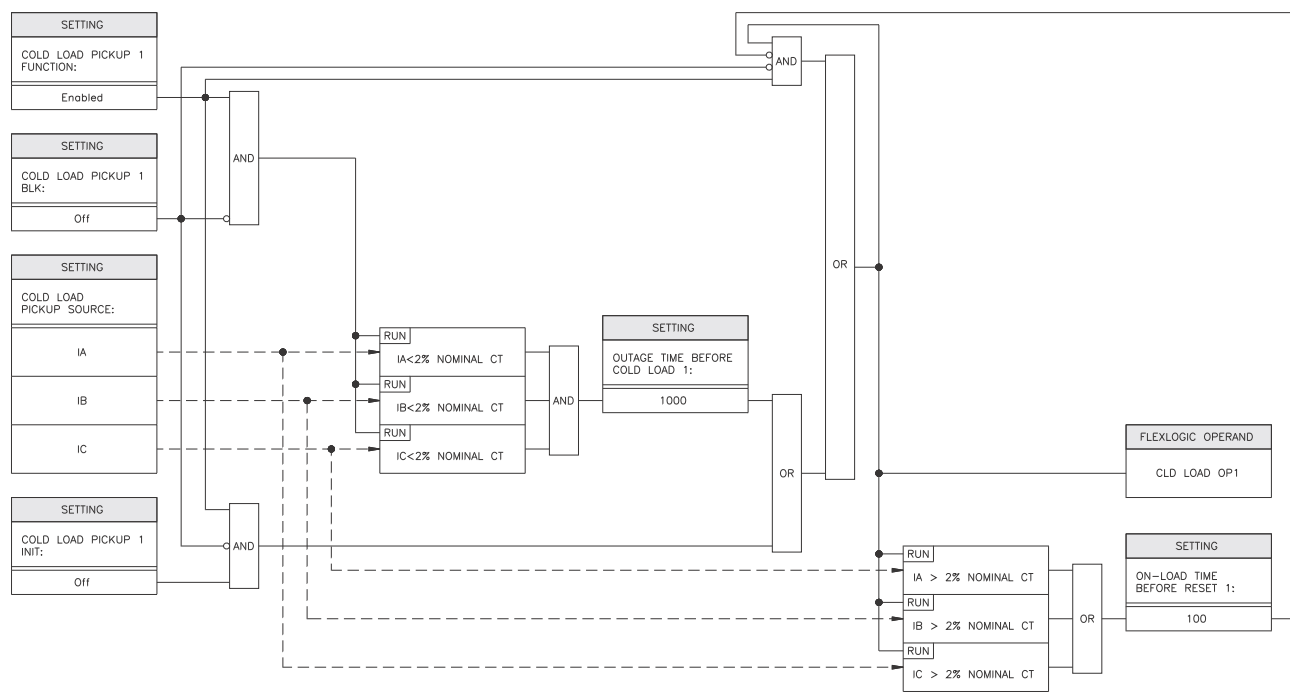 SETTING
COLD LOAD PICKUP 1
FUNCTION:
Enabled
AND
SETTING
COLD LOAD PICKUP 1
BLK:
Off
AND
SETTING
COLD LOAD
PICKUP SOURCE:
IA
IB
IC
RUN
IA<2% NOMINAL CT
RUN
IB<2% NOMINAL CT
RUN
IC<2% NOMINAL CT
AND
SETTING
OUTAGE TIME BEFORE
COLD LOAD 1:
1000
OR
OR
SETTING
COLD LOAD PICKUP 1
INIT:
Off
AND
FLEXLOGIC OPERAND
CLD LOAD OP1
RUN
IA > 2% NOMINAL CT
RUN
IB > 2% NOMINAL CT
RUN
IC > 2% NOMINAL CT
OR
SETTING
ON-LOAD TIME
BEFORE RESET 1:
100